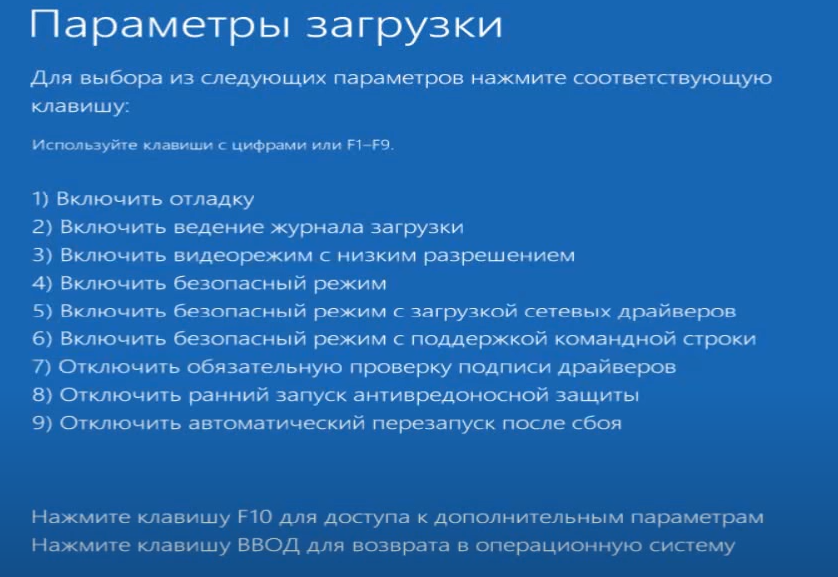 Параметры загрузки
Для выбора из следующих параметров нажмите соответствующую
клавишу:
Используйте клавиши с цифрами или F1–F9.
1) Включить отладку
2) Включить ведение журнала загрузки
3) Включить видеорежим с низким разрешением
4) Включить безопасный режим
5) Включить безопасный режим с загрузкой сетевых драйверов
6) Включить безопасный режим с поддержкой командной строки
7) Отключить обязательную проверку подписи драйверов
8) Отключить ранний запуск антивредоносной защиты
9) Отключить автоматический перезапуск после сбоя
Нажмите клавишу F10 для доступа к дополнительным параметрам
Нажмите клавишу ВВОД для возврата в операционную систему